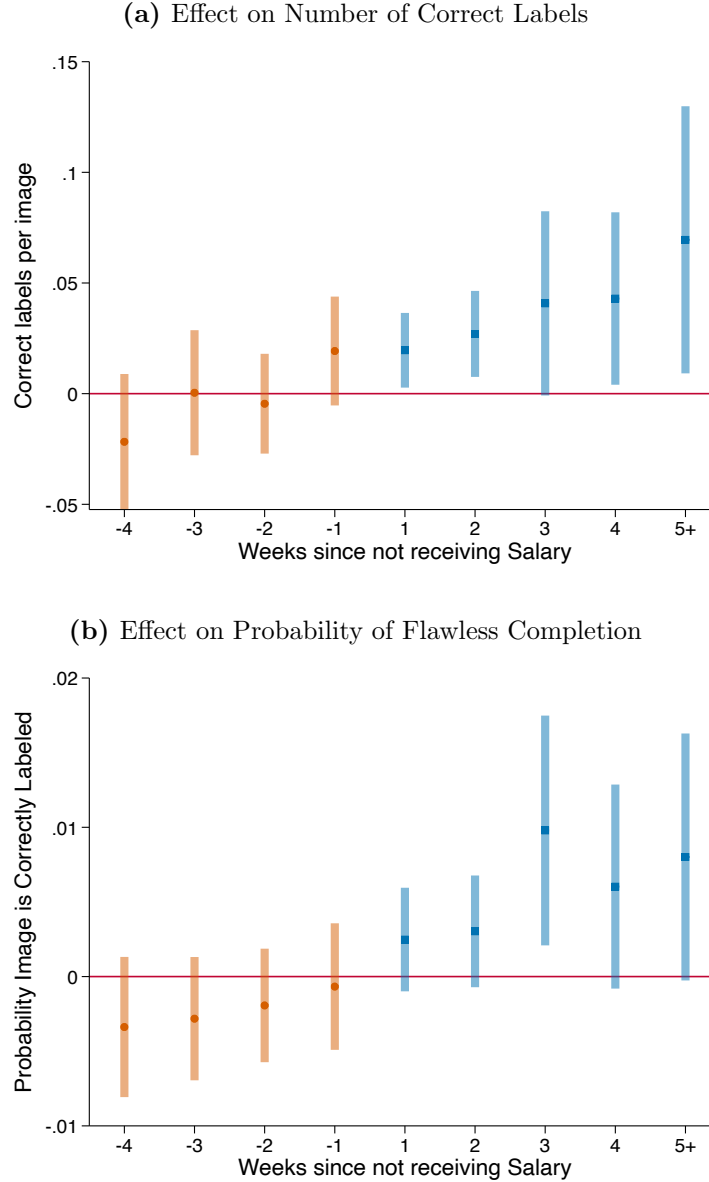 (a) Effect on Number of Correct Labels
Correct labels per image
.15
.1
.05
0
-.05
-4 -3 -2 -1 1 2 3 4 5+
Weeks since not receiving Salary
(b) Effect on Probability of Flawless Completion
Probability Image is Correctly Labeled
.02
.01
0
-.01
-4 -3 -2 -1 1 2 3 4 5+
Weeks since not receiving Salary